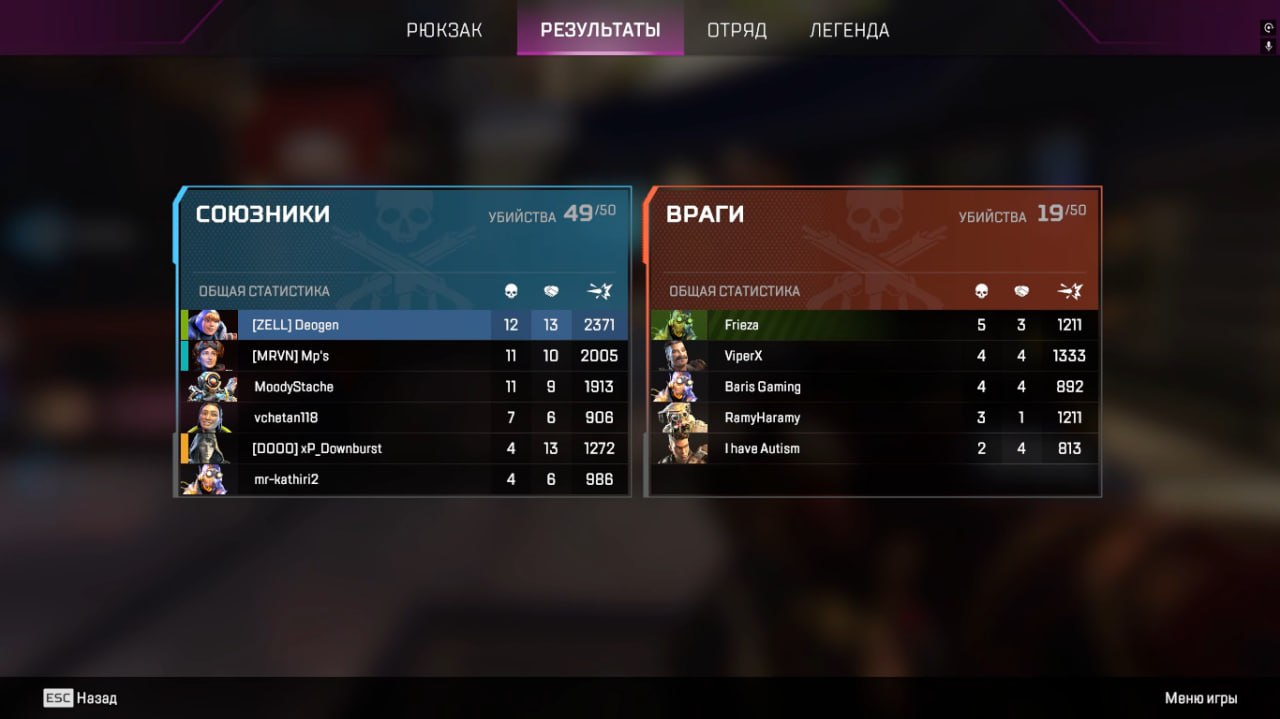 РЮКЗАК РЕЗУЛЬТАТЫ ОТРЯД ЛЕГЕНДА
СОЮЗНИКИ УБИЙСТВА 49/50
ОБЩАЯ СТАТИСТИКА
[ZELL] Deogen 12 13 2371
[MRVN] Mp's 11 10 2005
MoodyStache 11 9 1913
vchetan118 7 6 906
[DOOO] xP_Downburst 4 13 1272
mr-kathiri2 4 6 986
ВРАГИ УБИЙСТВА 19/50
ОБЩАЯ СТАТИСТИКА
Frieza 5 3 1211
ViperX 4 4 1333
Baris Gaming 4 4 892
RamyHaramy 3 1 1211
I have Autism 2 4 813
ESC Назад Меню игры